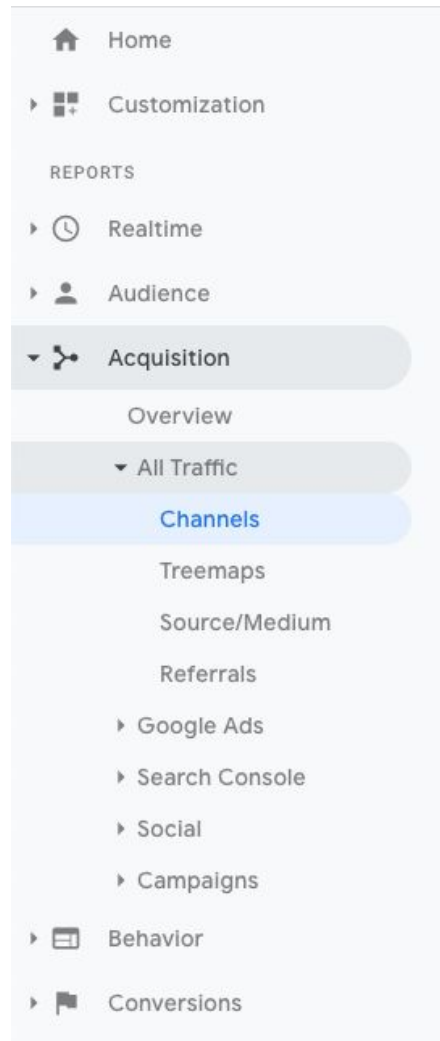 Home
Customization
REPORTS
Realtime
Audience
Acquisition
Overview
All Traffic
Channels
Treemaps
Source/Medium
Referrals
Google Ads
Search Console
Social
Campaigns
Behavior
Conversions